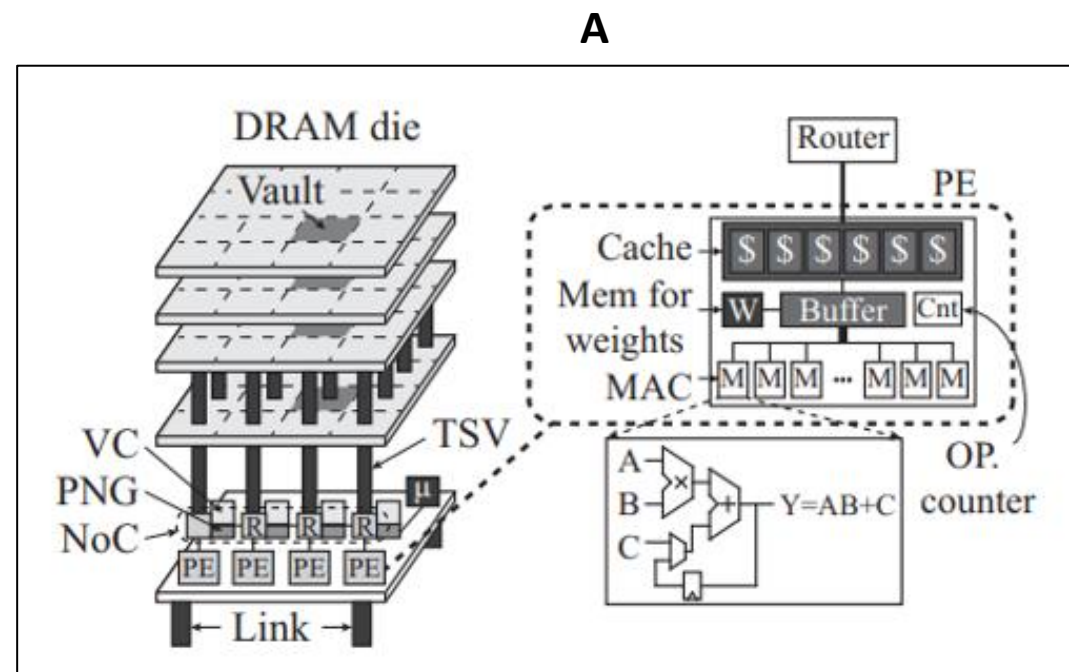 A
DRAM die
Vault
VC
PNG
NoC
TSV
μ
R R R
PE PE PE PE
Link
Router
PE
Cache
$ $ $ $ $ $
Mem for
weights
W
Buffer
Cnt
MAC
M M M ... M M M
OP.
counter
A
×
B
+
Y=AB+C
C